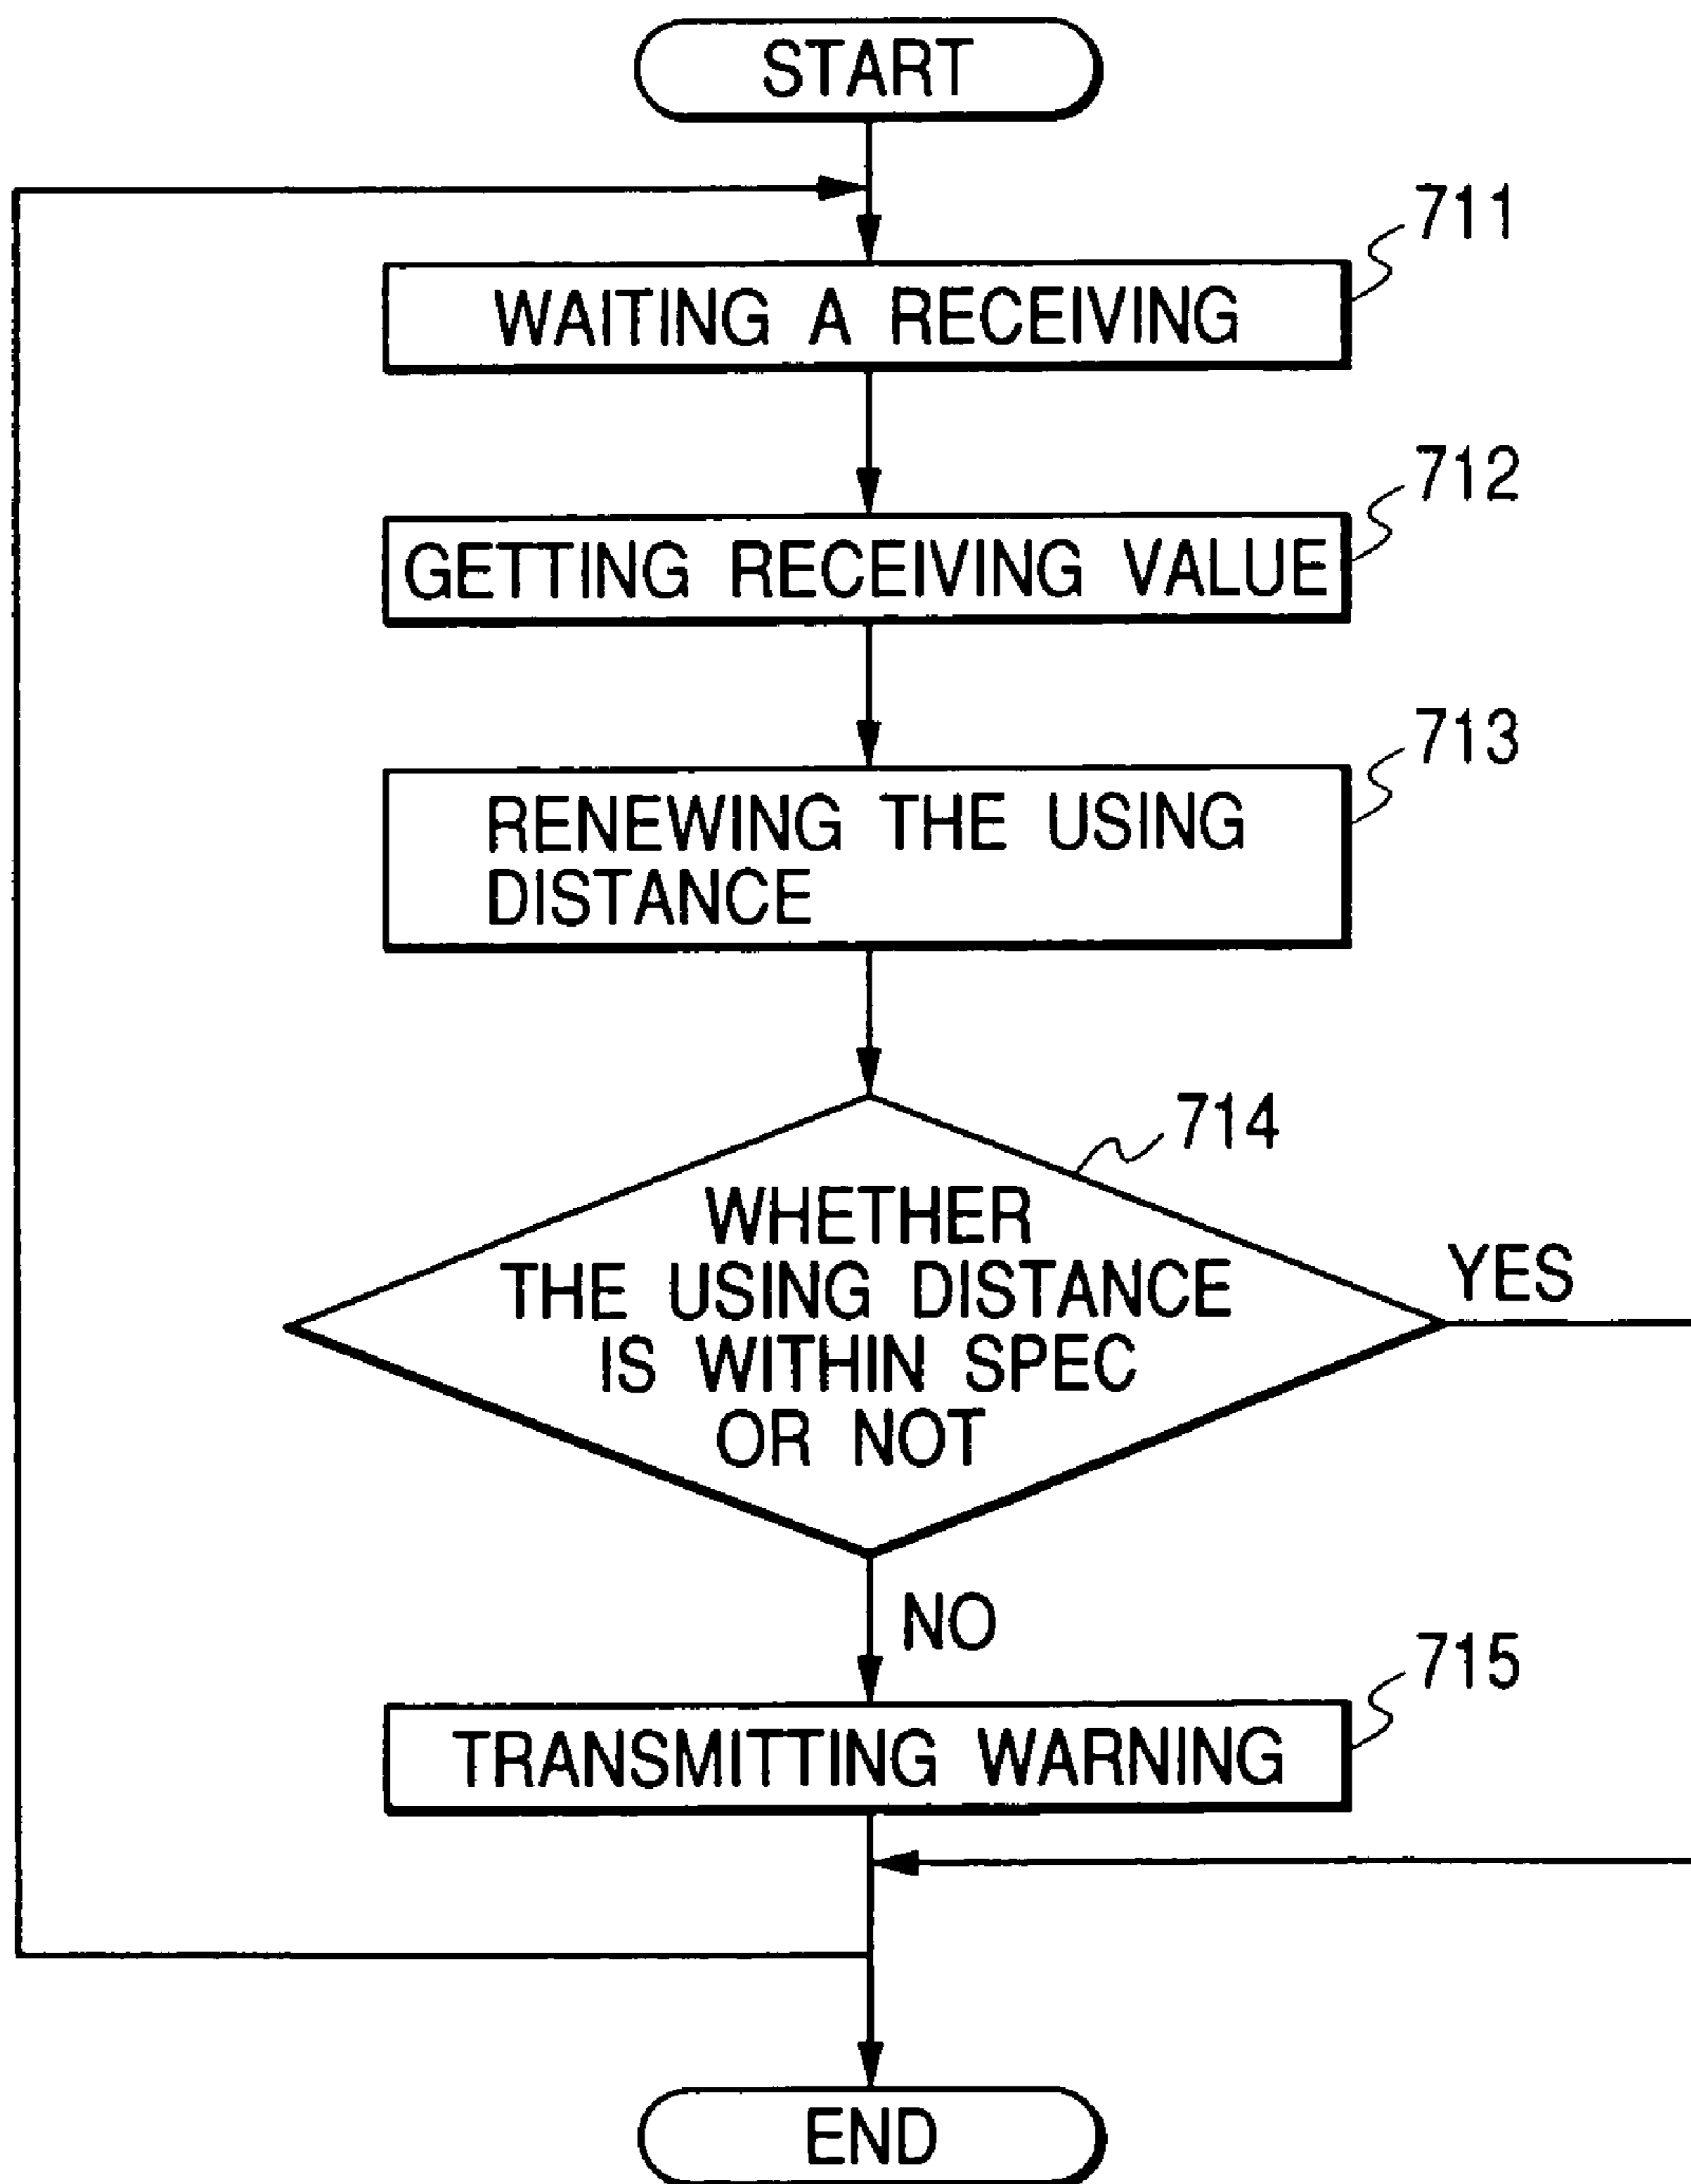 START
711
WAITING A RECEIVING
712
GETTING RECEIVING VALUE
713
RENEWING THE USING
DISTANCE
714
WHETHER
THE USING DISTANCE
IS WITHIN SPEC
OR NOT
YES
NO
715
TRANSMITTING WARNING
END